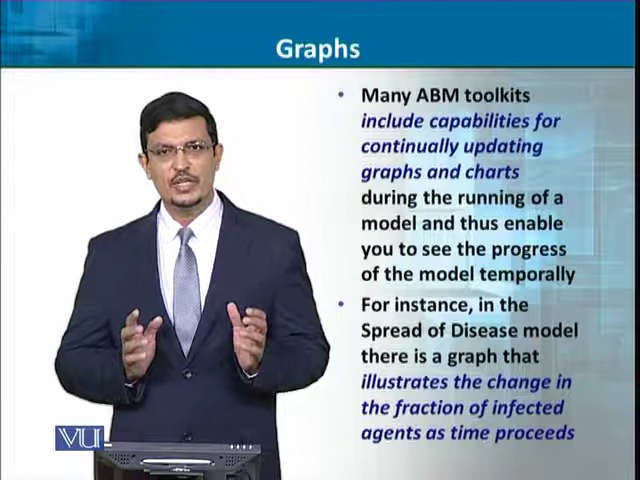 Graphs
• Many ABM toolkits
include capabilities for
continually updating
graphs and charts
during the running of a
model and thus enable
you to see the progress
of the model temporally
• For instance, in the
Spread of Disease model
there is a graph that
illustrates the change in
the fraction of infected
agents as time proceeds
VU